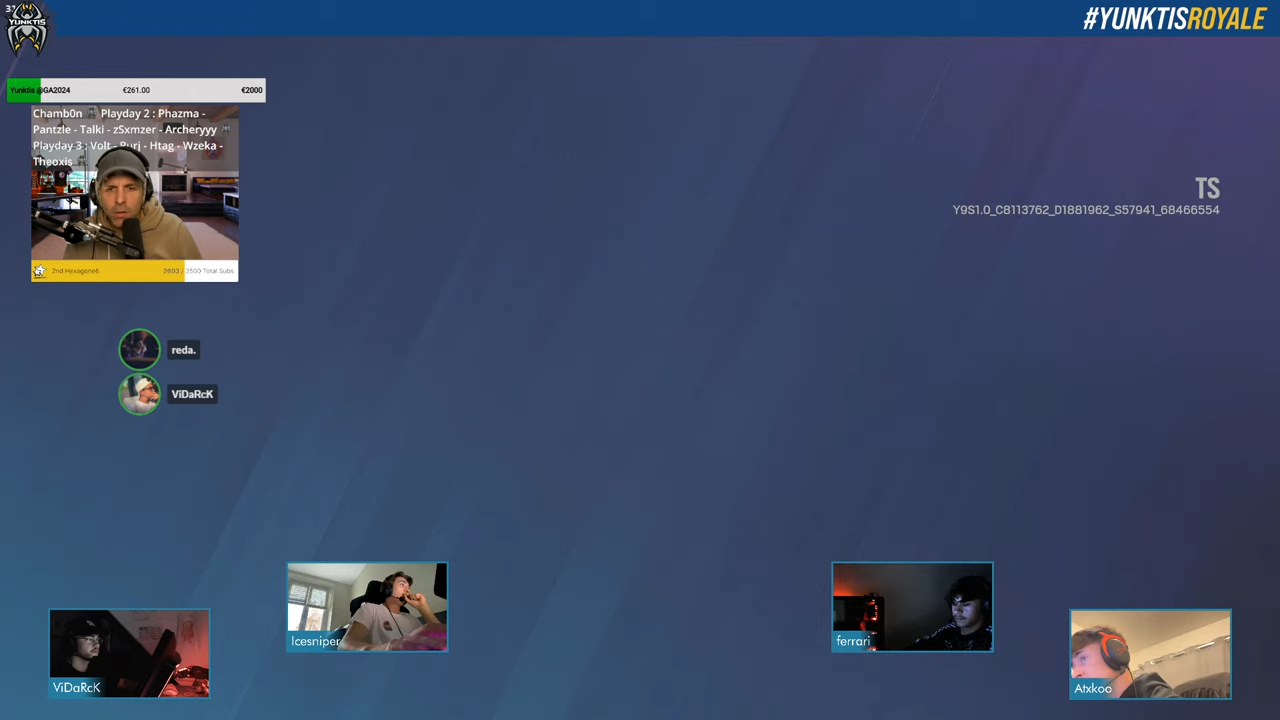 #YUNKTISROYALE
YUNKTIS
Yunktis @GA2024 €261.00 €2000
Chamb0n Playday 2 : Phazma -
Pantzle - Talki - zSxmzer - Archeryyy
Playday 3 : Volt - Puri - Htag - Wzeka -
Theoxis
2nd Hexagone6 2603 / 3500 Total Subs
TS
Y9S1.0_C8113762_D1881962_S57941_68466554
reda.
ViDaRcK
Icesniper
ferrari
ViDaRcK
Atxkoo